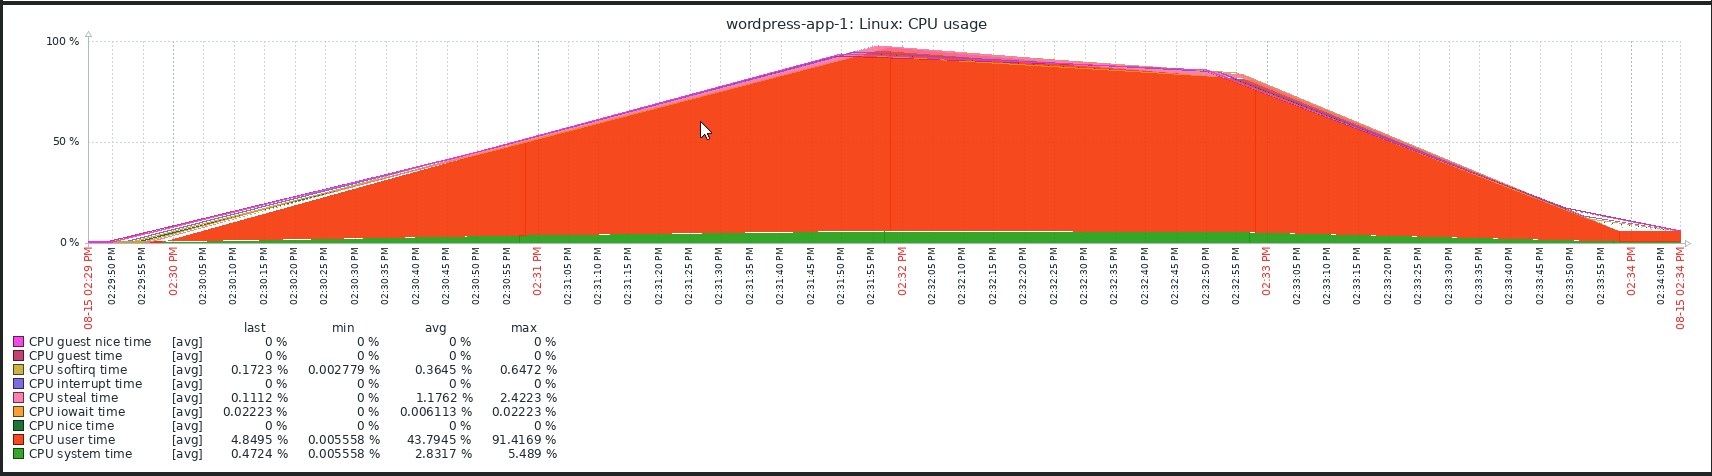 wordpress-app-1: Linux: CPU usage
100 %
50 %
0 %
08-15 02:29 PM
02:29:50 PM
02:29:55 PM
02:30 PM
02:30:05 PM
02:30:10 PM
02:30:15 PM
02:30:20 PM
02:30:25 PM
02:30:30 PM
02:30:35 PM
02:30:40 PM
02:30:45 PM
02:30:50 PM
02:30:55 PM
02:31 PM
02:31:05 PM
02:31:10 PM
02:31:15 PM
02:31:20 PM
02:31:25 PM
02:31:30 PM
02:31:35 PM
02:31:40 PM
02:31:45 PM
02:31:50 PM
02:31:55 PM
02:32 PM
02:32:05 PM
02:32:10 PM
02:32:15 PM
02:32:20 PM
02:32:25 PM
02:32:30 PM
02:32:35 PM
02:32:40 PM
02:32:45 PM
02:32:50 PM
02:32:55 PM
02:33 PM
02:33:05 PM
02:33:10 PM
02:33:15 PM
02:33:20 PM
02:33:25 PM
02:33:30 PM
02:33:35 PM
02:33:40 PM
02:33:45 PM
02:33:50 PM
02:33:55 PM
02:34 PM
02:34:05 PM
08-15 02:34 PM
last min avg max
CPU guest nice time [avg] 0 % 0 % 0 % 0 %
CPU guest time [avg] 0 % 0 % 0 % 0 %
CPU softirq time [avg] 0.1723 % 0.002779 % 0.3645 % 0.6472 %
CPU interrupt time [avg] 0 % 0 % 0 % 0 %
CPU steal time [avg] 0.1112 % 0 % 1.1762 % 2.4223 %
CPU iowait time [avg] 0.02223 % 0 % 0.006113 % 0.02223 %
CPU nice time [avg] 0 % 0 % 0 % 0 %
CPU user time [avg] 4.8495 % 0.005558 % 43.7945 % 91.4169 %
CPU system time [avg] 0.4724 % 0.005558 % 2.8317 % 5.489 %